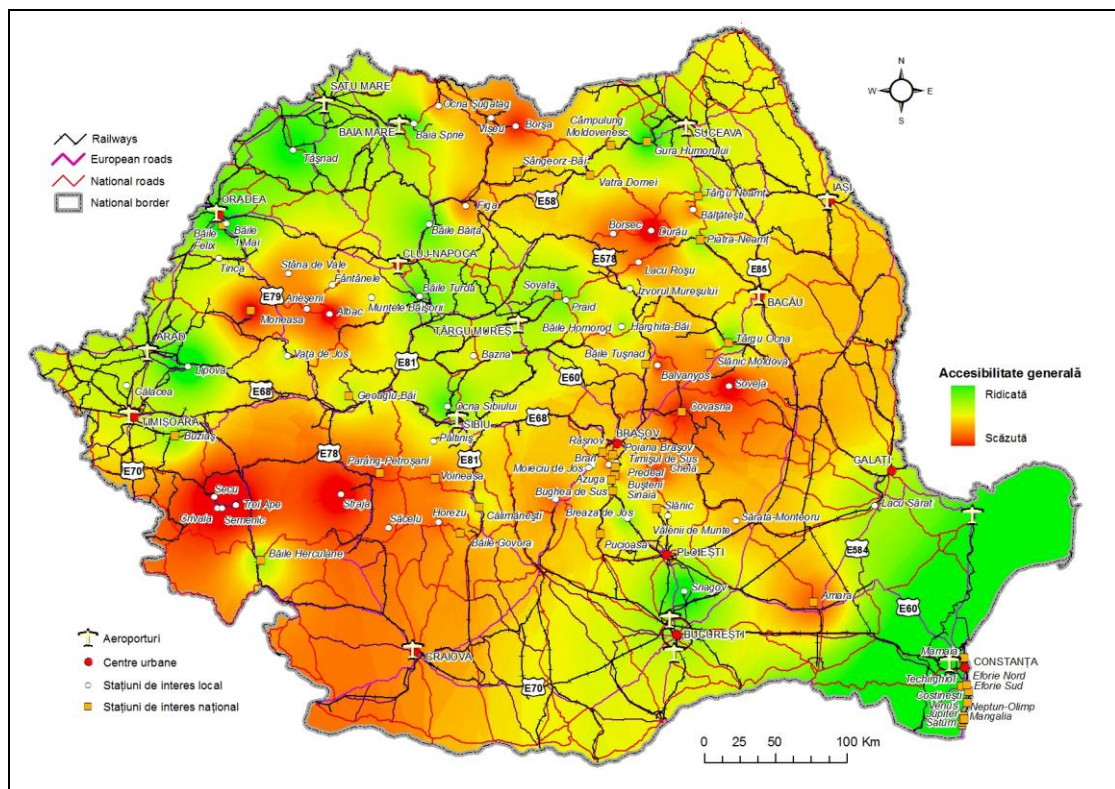 N
W E
S
Railways
European roads
National roads
National border
SATU MARE
Ocna Șugatag
BAIA MARE
Baia Sprie
Vișeu
Borșa
Câmpulung
Moldovenesc
SUCEAVA
Gura Humorului
Tășnad
Sângeorz-Băi
Vatra Dornei
Târgu Neamț
IAȘI
ORADEA
Figa
E58
Bălțătești
Băile
Felix
Băile
1 Mai
Băile Băița
Borsec
Durău
Piatra-Neamț
Tinca
Stâna de Vale
CLUJ-NAPOCA
E578
Lacu Roșu
E85
Fântânele
E79
Arieșeni
Băile Turda
Sovata
Izvorul Mureșului
Muntele Băișorii
Praid
BACĂU
Moneasa
Albac
TÂRGU MUREȘ
Băile Homorod
Harghita-Băi
ARAD
Târgu Ocna
Vața de Jos
E81
Bazna
Băile Tușnad
Slănic Moldova
Lipova
E60
Balvanyos
Soveja
Călacea
E68
Geoagiu-Băi
Covasna
Ocna Sibiului
TIMIȘOARA
SIBIU
E68
BRAȘOV
Buziaș
Păltiniș
Râșnov
Poiana Brașov
E78
Bran
Timișul de Sus
E70
Parâng-Petroșani
E81
Moieciu de Jos
Predeal
Cheia
GALAȚI
Voineasa
Azuga
Bușteni
Secu
Bughea de Sus
Sinaia
Trei Ape
Straja
Lacu Sărat
Crivaia
Semenic
Horezu
Călimănești
Breaza de Jos
Slănic
Săcelu
Vălenii de Munte
Sărata-Monteoru
Băile Govora
Pucioasa
Băile Herculane
PLOIEȘTI
E584
Snagov
Amara
E60
BUCUREȘTI
CRAIOVA
E70
Mamaia
CONSTANȚA
Techirghiol
Eforie Nord
Eforie Sud
Costinești
Venus
Neptun-Olimp
Jupiter
Mangalia
Saturn
Accesibilitate generală
Ridicată
Scăzută
Aeroporturi
Centre urbane
Stațiuni de interes local
Stațiuni de interes național
0 25 50 100 Km